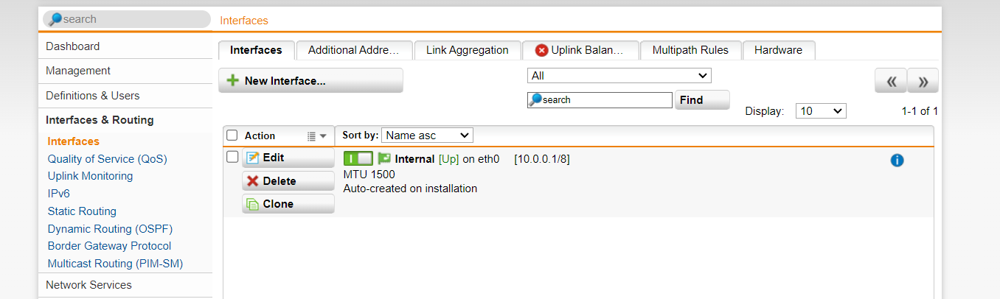 search
Interfaces
Dashboard
Management
Definitions & Users
Interfaces & Routing
Interfaces
Quality of Service (QoS)
Uplink Monitoring
IPv6
Static Routing
Dynamic Routing (OSPF)
Border Gateway Protocol
Multicast Routing (PIM-SM)
Network Services
Interfaces Additional Addre… Link Aggregation Uplink Balan… Multipath Rules Hardware
New Interface...
All
search Find
Display: 10 1-1 of 1
Action Sort by: Name asc
Edit
Delete
Clone
Internal [Up] on eth0 [10.0.0.1/8]
MTU 1500
Auto-created on installation